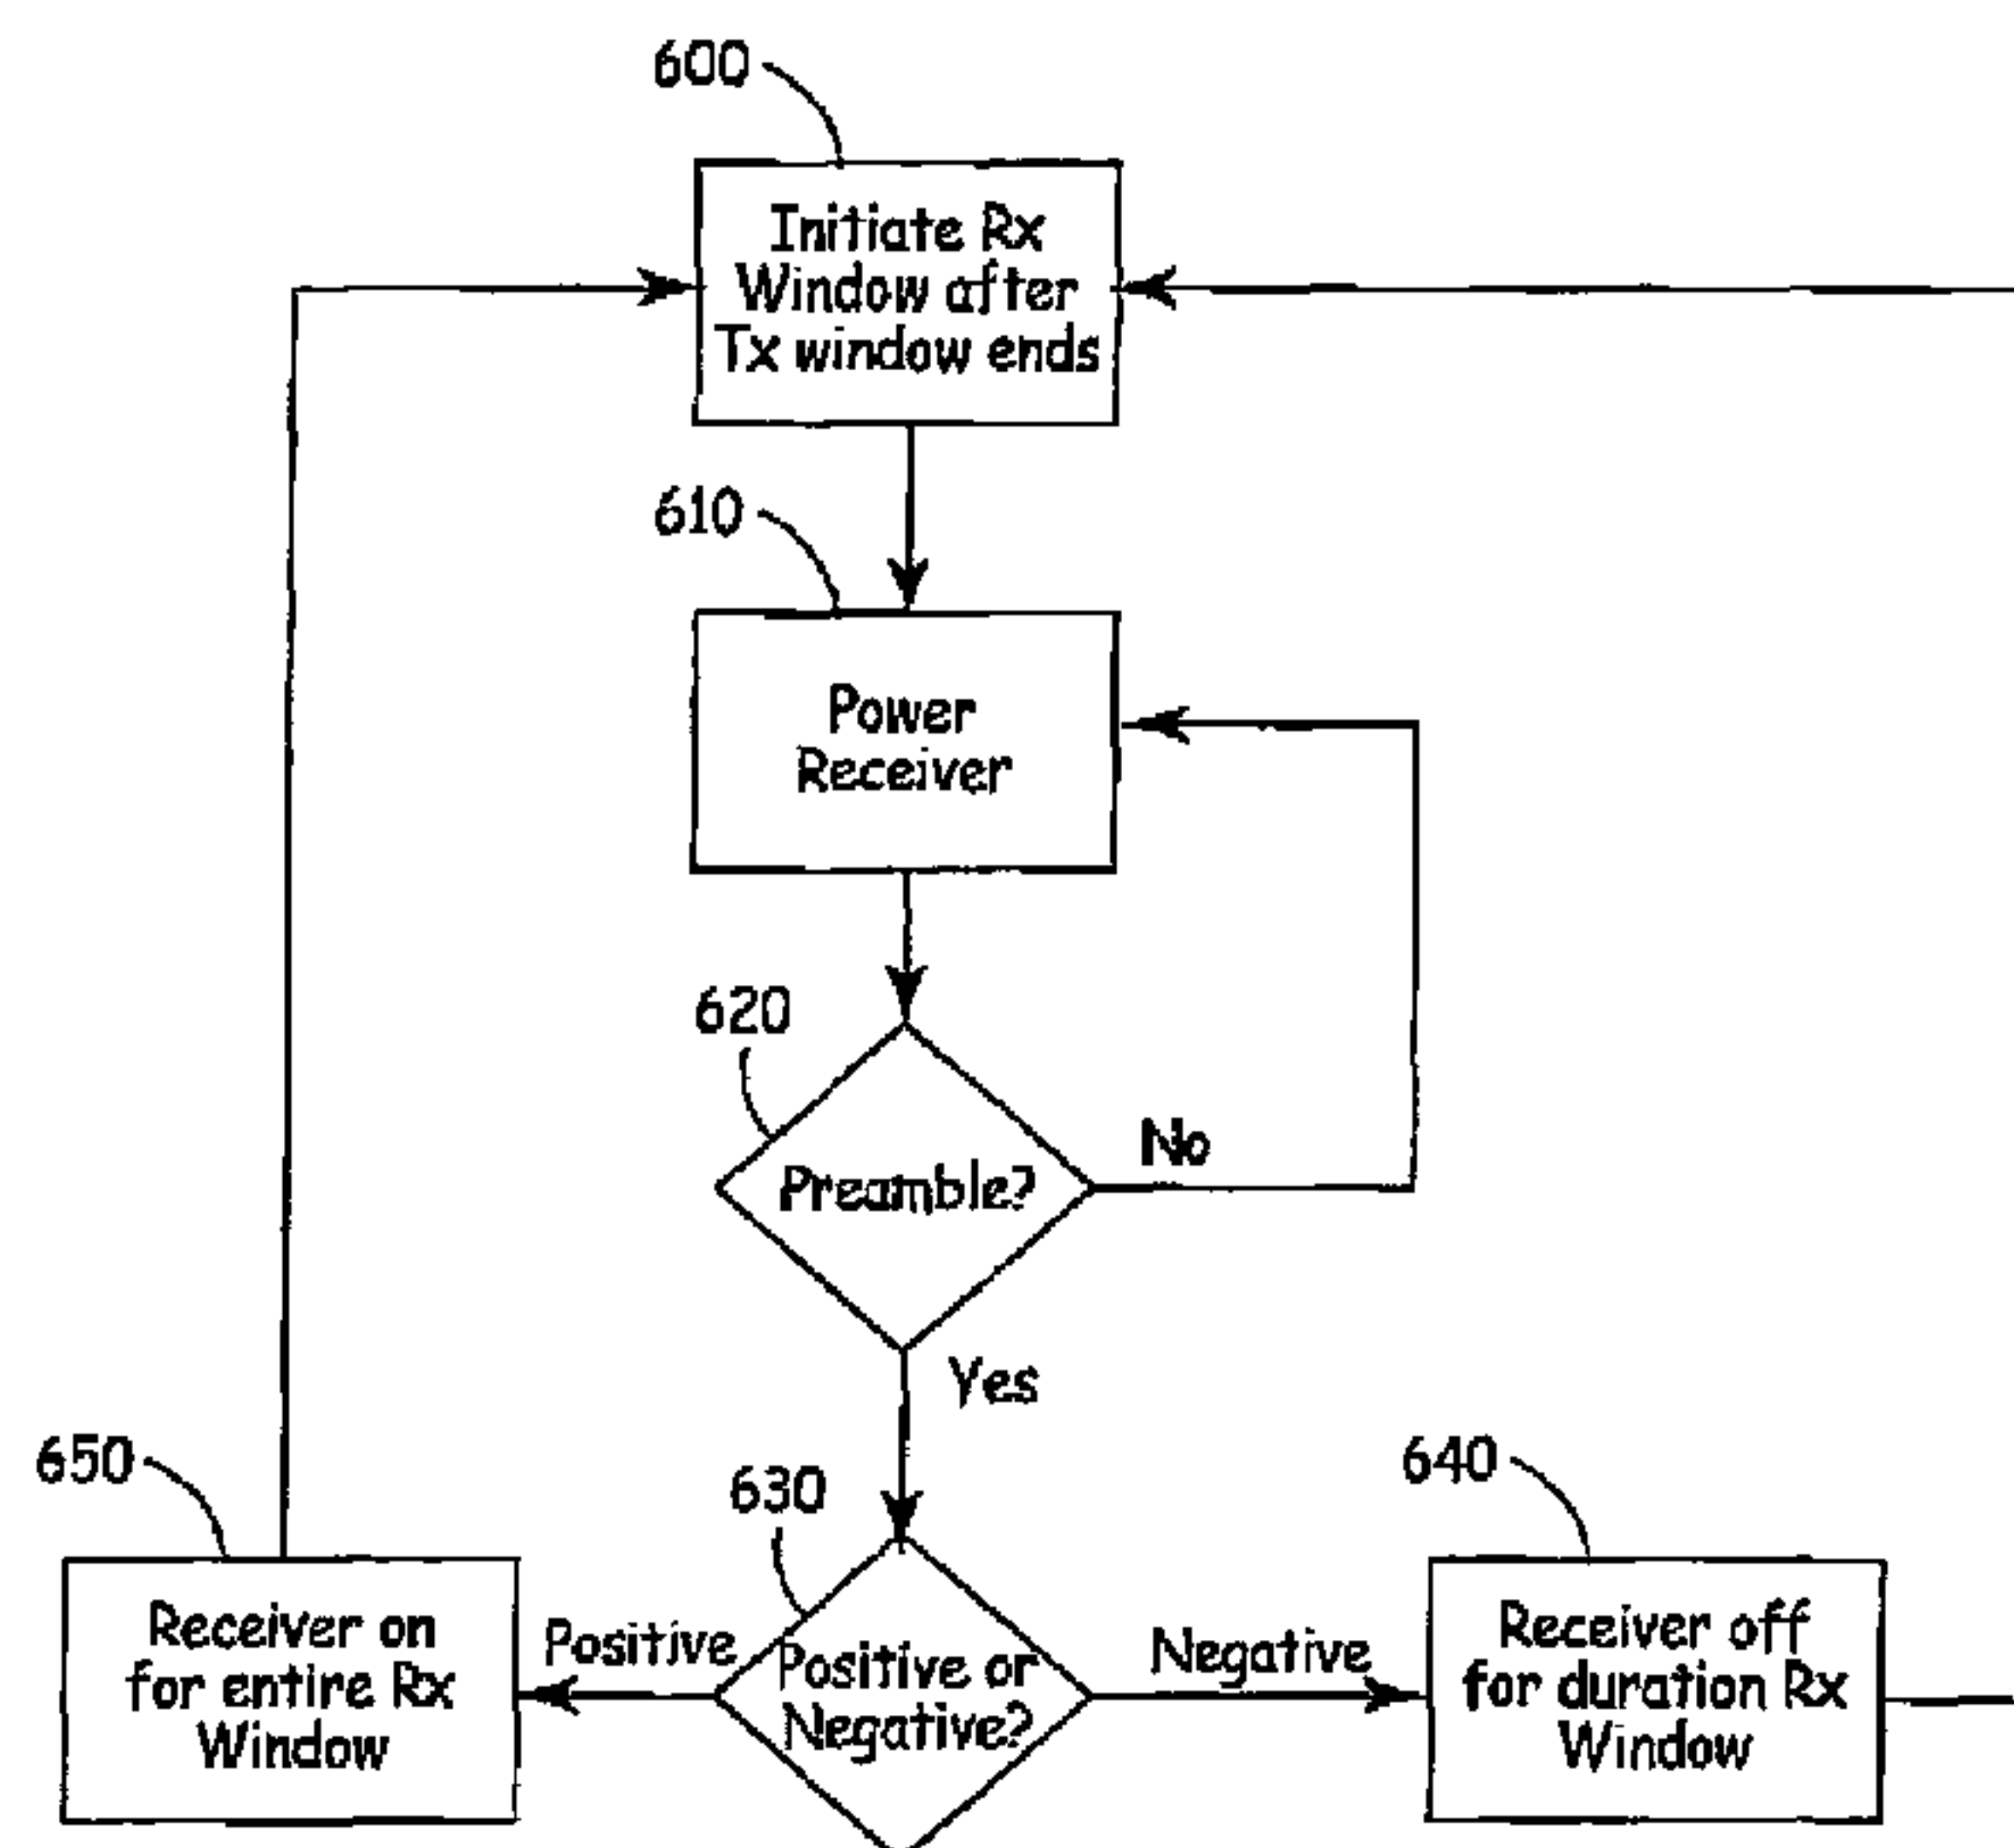 600
Initiate Rx
Window after
Tx window ends
610
Power
Receiver
620
Preamble?
No
Yes
630
Positive or
Negative?
Positive
Negative
650
Receiver on
for entire Rx
Window
640
Receiver off
for duration Rx
Window